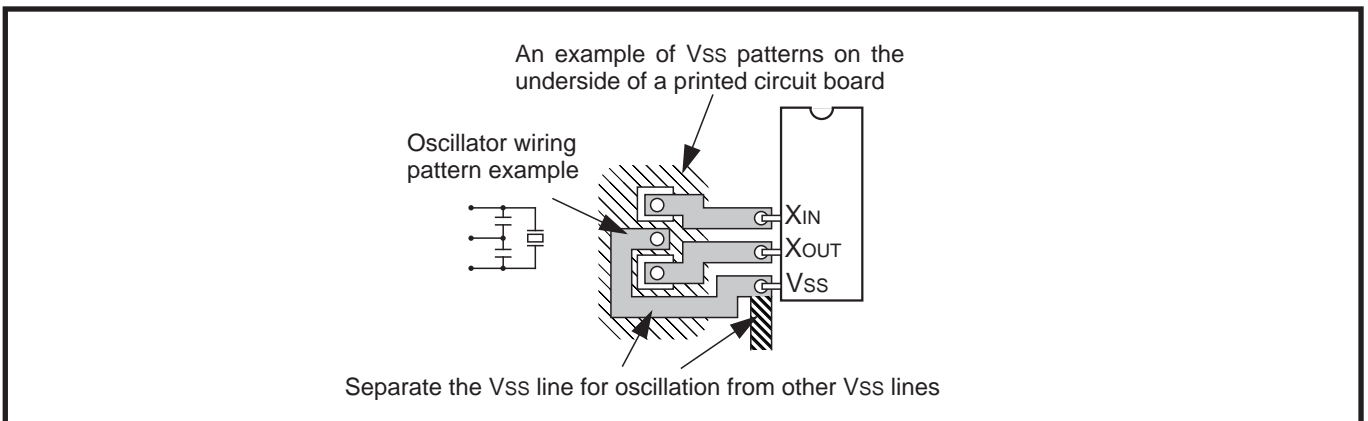 An example of VSS patterns on the
underside of a printed circuit board
Oscillator wiring
pattern example
XIN
XOUT
VSS
Separate the VSS line for oscillation from other VSS lines